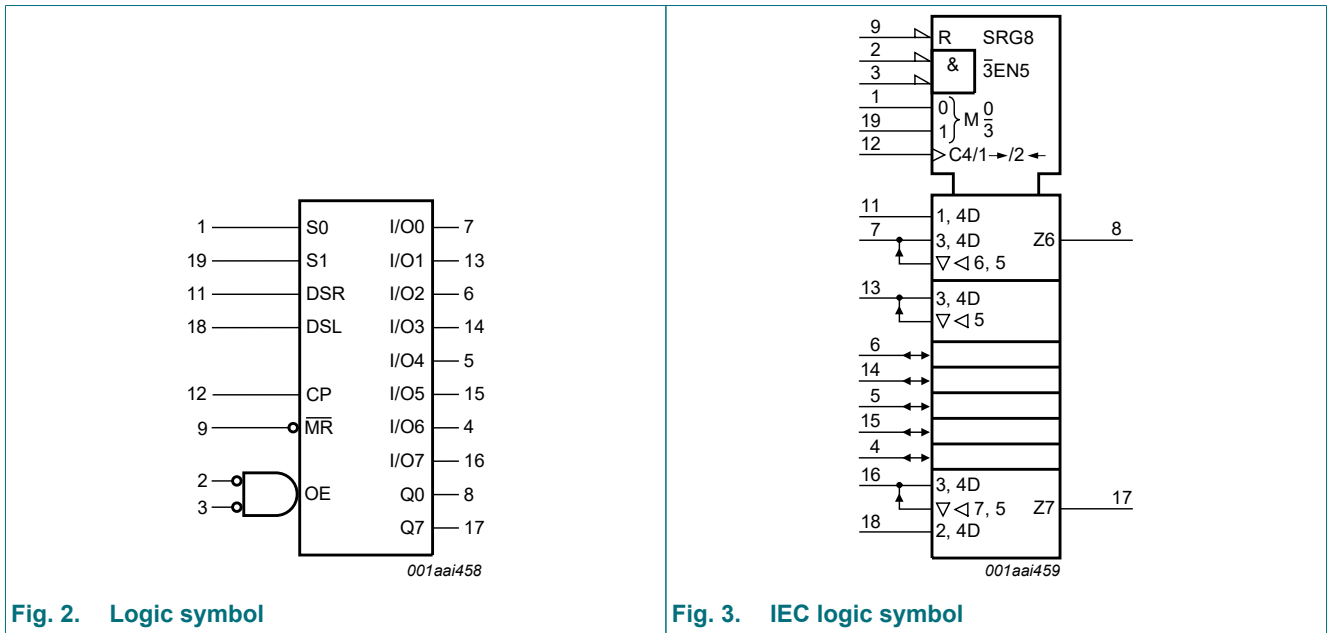 1 S0 I/O0 7
19 S1 I/O1 13
11 DSR I/O2 6
18 DSL I/O3 14
I/O4 5
12 CP I/O5 15
9 M̅R̅ I/O6 4
I/O7 16
2
3 OE Q0 8
Q7 17
001aai458
Fig. 2. Logic symbol
9 R SRG8
2 & 3̅EN5
3
1 0 } M 0/3
19 1
12 C4/1→/2←
11 1, 4D
7 3, 4D Z6 8
▽ ◁ 6, 5
13 3, 4D
▽ ◁ 5
6
14
5
15
4
16 3, 4D
▽ ◁ 7, 5 Z7 17
18 2, 4D
001aai459
Fig. 3. IEC logic symbol